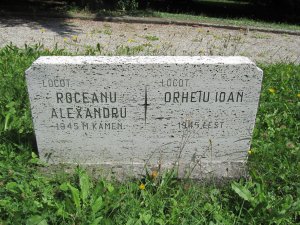 LOCOT.
ROCEANU
ALEXANDRU
1945 M. KAMEN.
LOCOT.
ORHEIU IOAN
1945 EST.